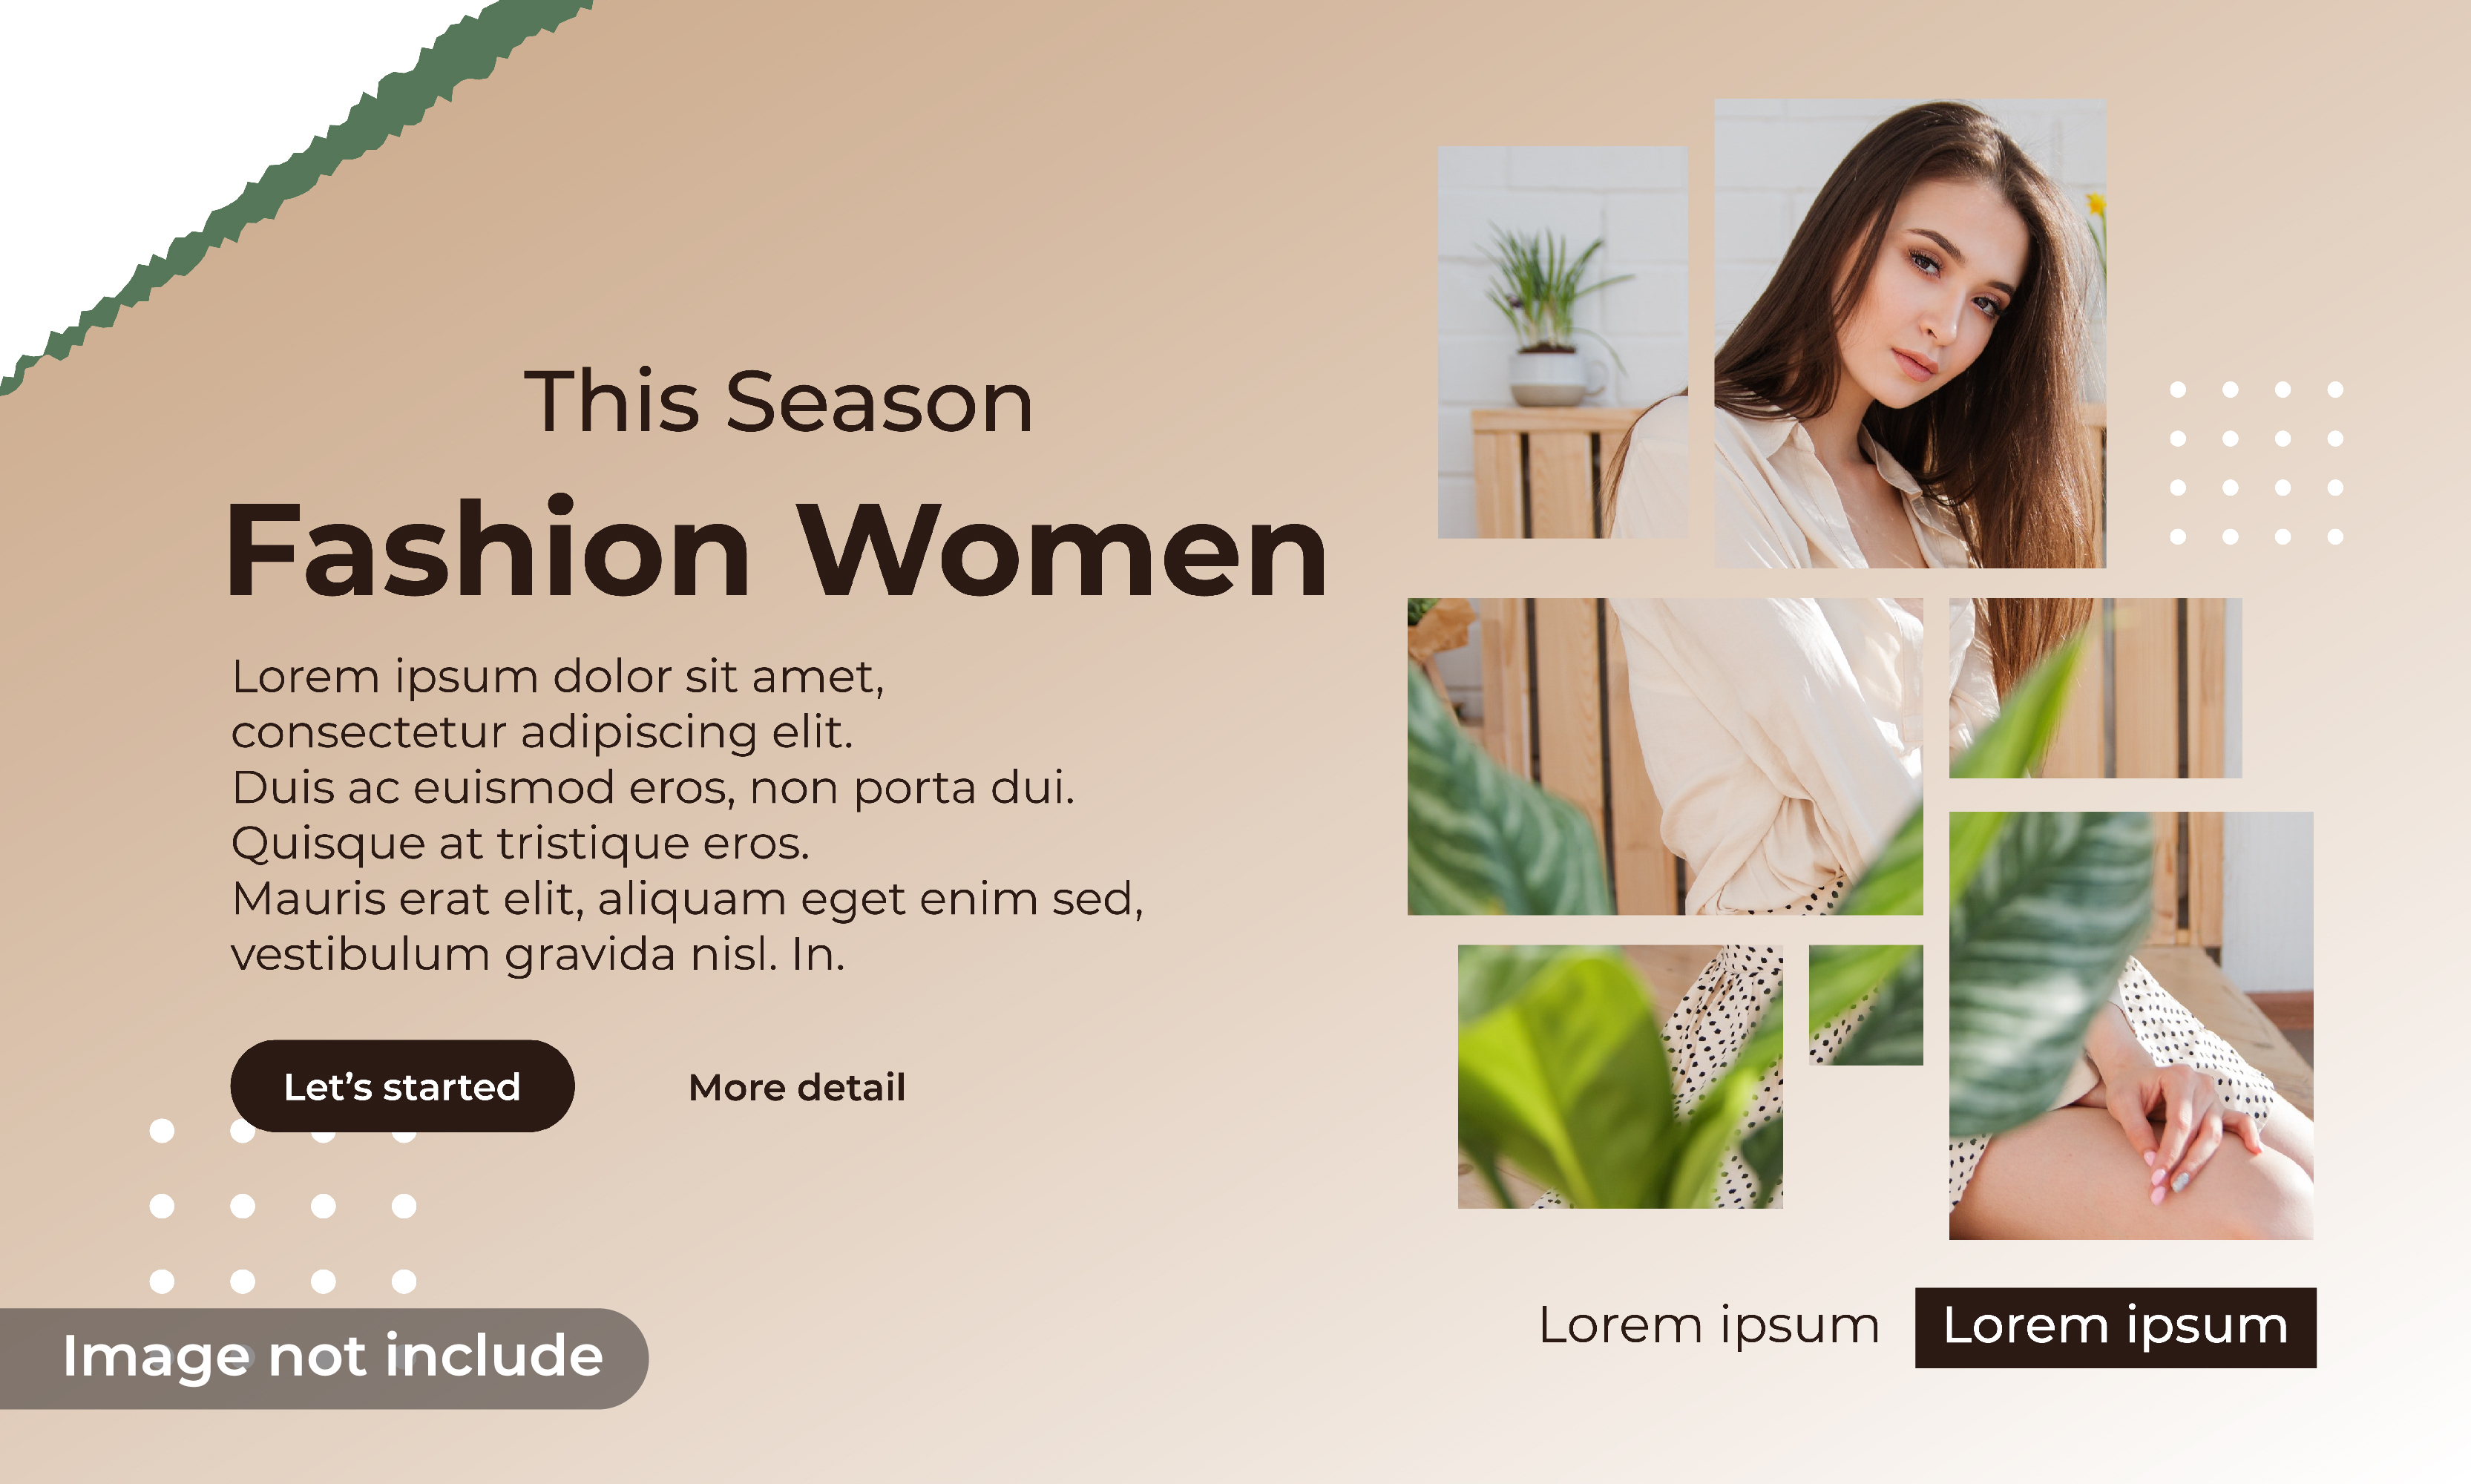 This Season
Fashion Women
Lorem ipsum dolor sit amet,
consectetur adipiscing elit.
Duis ac euismod eros, non porta dui.
Quisque at tristique eros.
Mauris erat elit, aliquam eget enim sed,
vestibulum gravida nisl. In.
Let’s started
More detail
Image not include
Lorem ipsum
Lorem ipsum